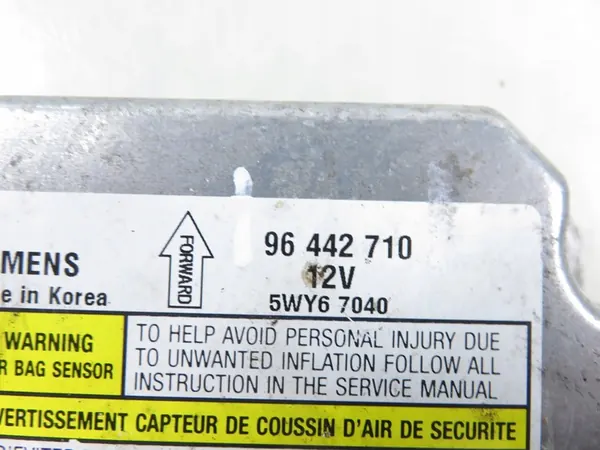 96 442 710
MENS
FORWARD
12V
e in Korea
5WY6 7040
WARNING
R BAG SENSOR
TO HELP AVOID PERSONAL INJURY DUE
TO UNWANTED INFLATION FOLLOW ALL
INSTRUCTION IN THE SERVICE MANUAL
VERTISSEMENT CAPTEUR DE COUSSIN D'AIR DE SECURITE